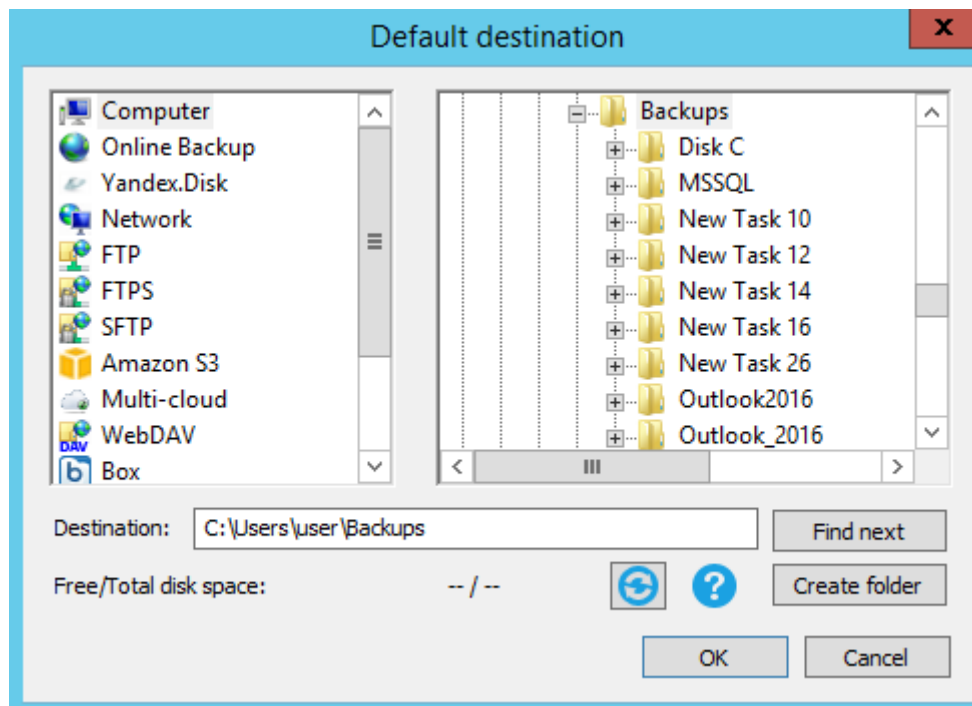 Default destination
x
Computer
Online Backup
Yandex.Disk
Network
FTP
FTPS
SFTP
Amazon S3
Multi-cloud
DAV
WebDAV
b
Box
Backups
Disk C
MSSQL
New Task 10
New Task 12
New Task 14
New Task 16
New Task 26
Outlook2016
Outlook_2016
Destination: C:\Users\user\Backups Find next
Free/Total disk space: -- / -- ? Create folder
OK Cancel